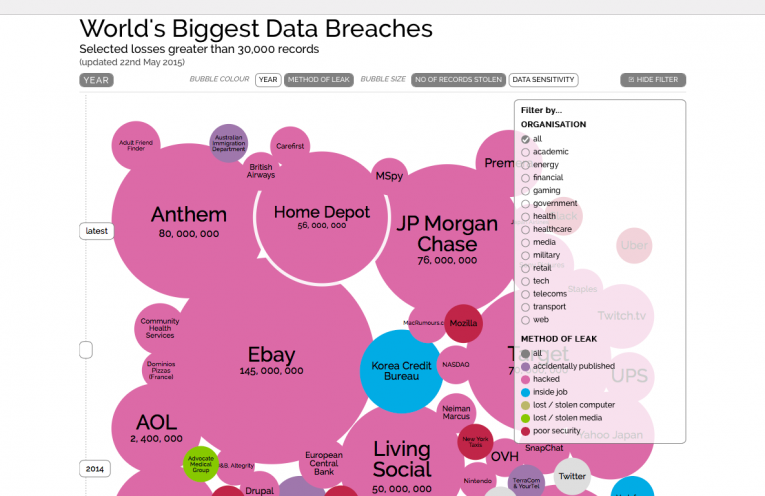 World's Biggest Data Breaches
Selected losses greater than 30,000 records
(updated 22nd May 2015)
YEAR
BUBBLE COLOUR
YEAR
METHOD OF LEAK
BUBBLE SIZE
NO OF RECORDS STOLEN
DATA SENSITIVITY
HIDE FILTER
Adult Friend
Finder
Australian
Immigration
Department
Carefirst
British
Airways
MSpy
Prem
latest
Anthem
80, 000, 000
Home Depot
56, 000, 000
JP Morgan
Chase
76, 000, 000
Uber
Staples
Twitch.tv
Community
Health
Services
MacRumours.c
Mozilla
Ebay
145, 000, 000
Korea Credit
Bureau
NASDAQ
Target
UPS
Dominios
Pizzas
(France)
AOL
2, 400, 000
Neiman
Marcus
Yahoo Japan
New York
Taxis
Living
Social
50, 000, 000
OVH
SnapChat
2014
Advocate
Medical
Group
European
Central
Bank
Drupal
Nintendo
TerraCom
& YourTel
Twitter
Filter by...
ORGANISATION
all
academic
energy
financial
gaming
government
health
healthcare
media
military
retail
tech
telecoms
transport
web
METHOD OF LEAK
all
accidentally published
hacked
inside job
lost / stolen computer
lost / stolen media
poor security